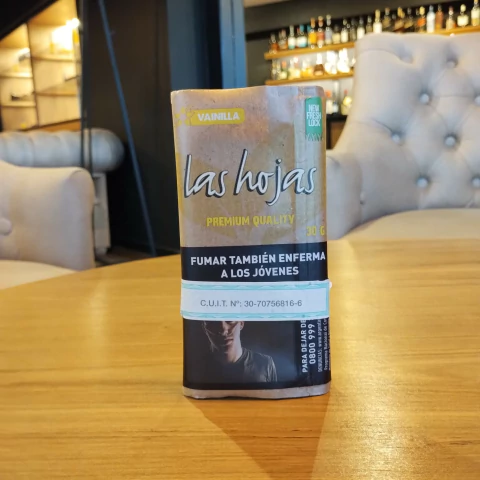 VAINILLA
NEW
FRESH
LOCK
las hojas
PREMIUM QUALITY
30 G
FUMAR TAMBIÉN ENFERMA
A LOS JÓVENES
C.U.I.T. Nº: 30-70756816-6
PARA DEJAR DE
0800 999